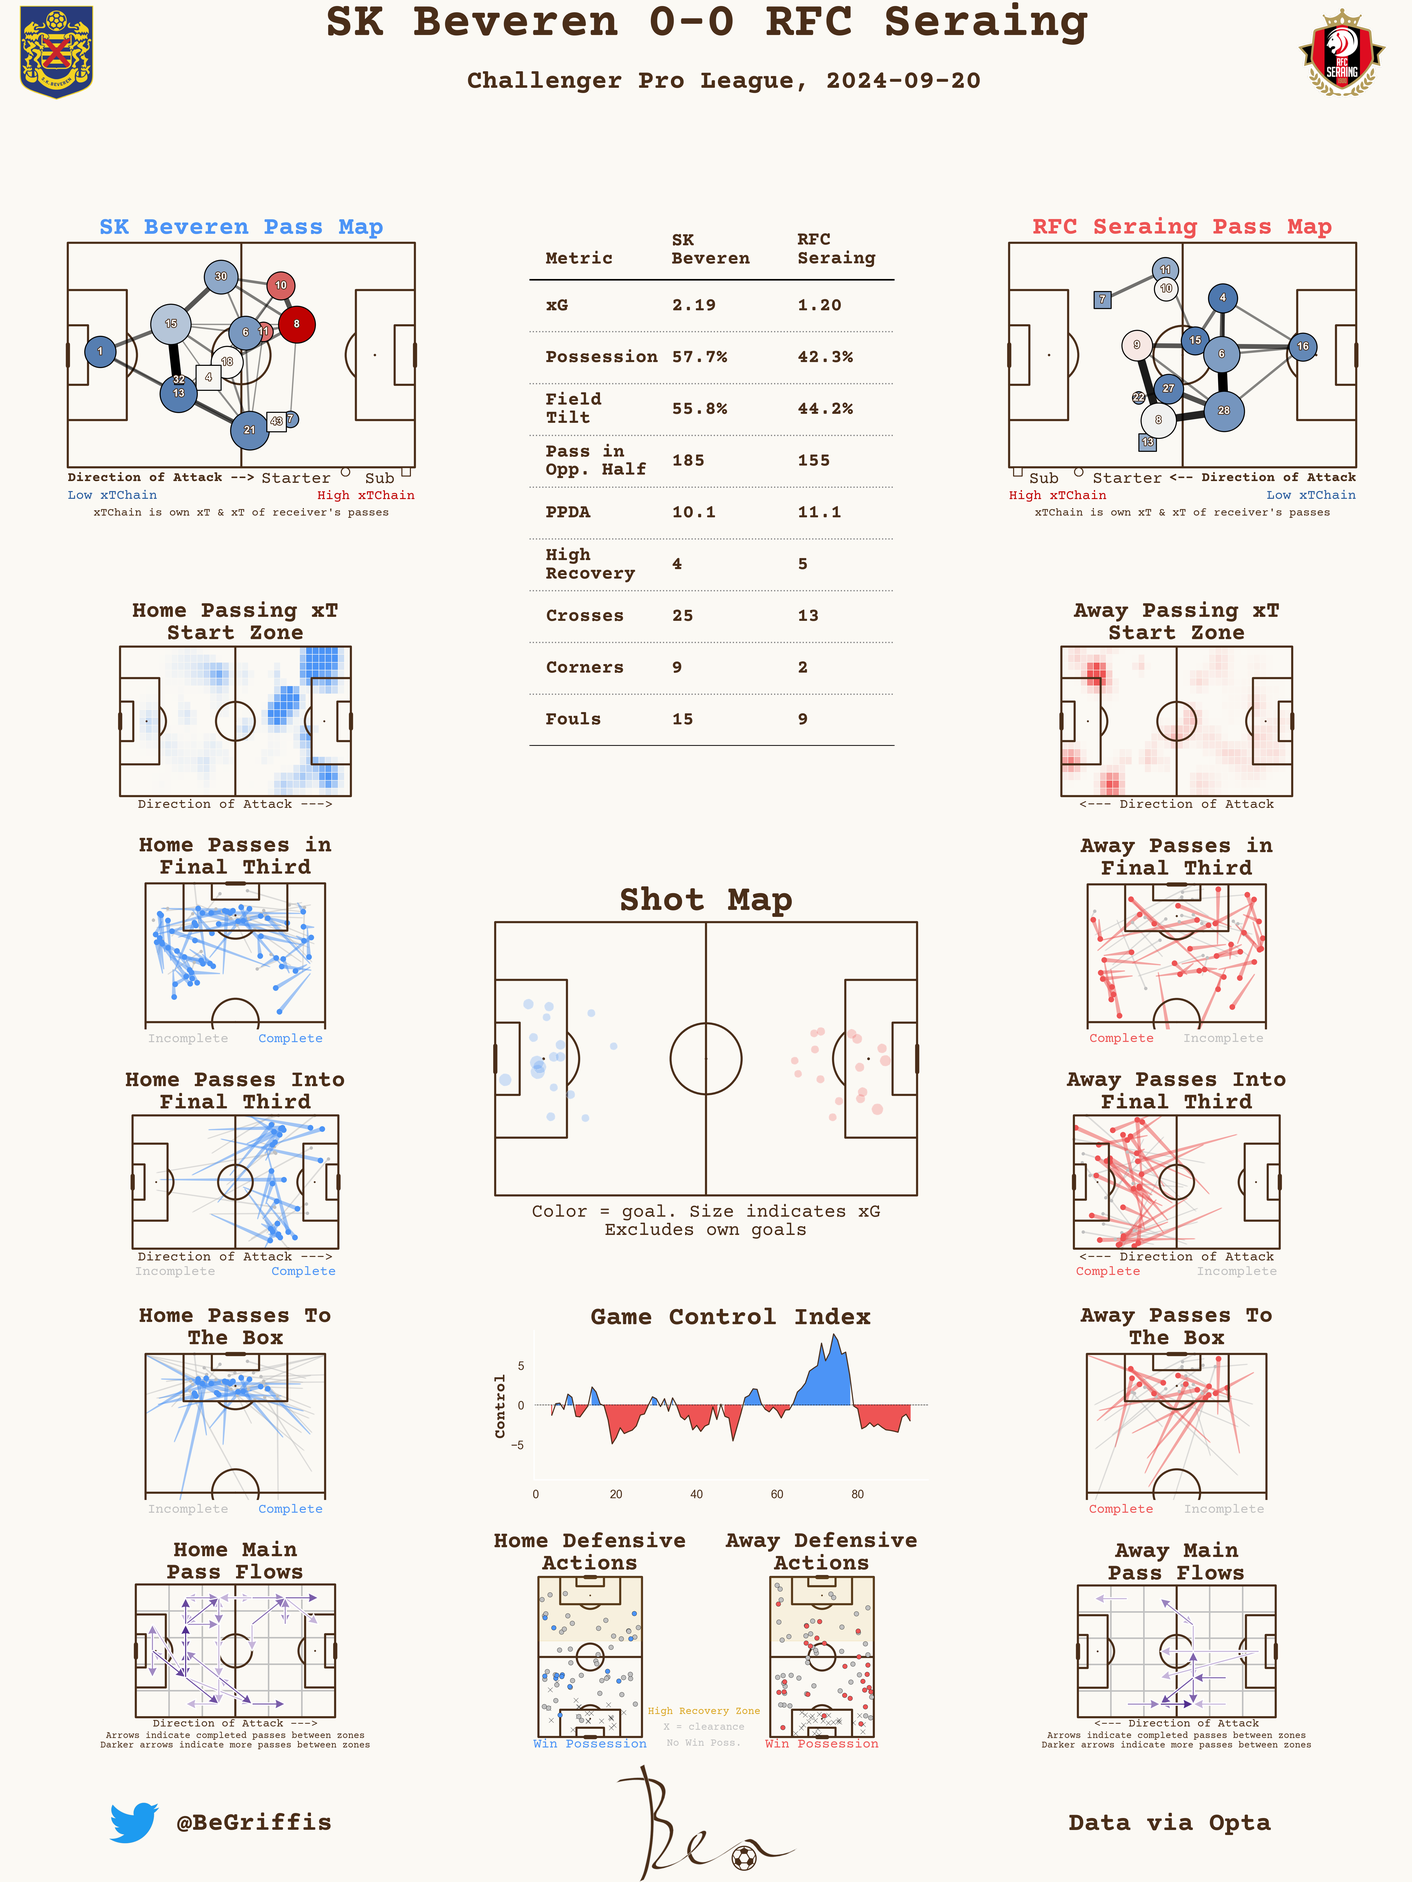 SK Beveren 0-0 RFC Seraing
Challenger Pro League, 2024-09-20
S.K. BEVEREN
RFC
SERAING
SK Beveren Pass Map
30
10
15
8
6
11
1
18
4
32
13
43
7
21
Direction of Attack --> Starter Sub
Low xTChain High xTChain
xTChain is own xT & xT of receiver's passes
Metric SK Beveren RFC Seraing
xG 2.19 1.20
Possession 57.7% 42.3%
Field Tilt 55.8% 44.2%
Pass in Opp. Half 185 155
PPDA 10.1 11.1
High Recovery 4 5
Crosses 25 13
Corners 9 2
Fouls 15 9
RFC Seraing Pass Map
11
10
7
4
9
15
6
16
27
22
8
28
13
Sub Starter <-- Direction of Attack
High xTChain Low xTChain
xTChain is own xT & xT of receiver's passes
Home Passing xT
Start Zone
Direction of Attack --->
Away Passing xT
Start Zone
<--- Direction of Attack
Home Passes in
Final Third
Incomplete Complete
Shot Map
Color = goal. Size indicates xG
Excludes own goals
Away Passes in
Final Third
Complete Incomplete
Home Passes Into
Final Third
Direction of Attack --->
Incomplete Complete
Away Passes Into
Final Third
<--- Direction of Attack
Complete Incomplete
Home Passes To
The Box
Incomplete Complete
Game Control Index
Control
5
0
−5
0 20 40 60 80
Away Passes To
The Box
Complete Incomplete
Home Main
Pass Flows
Direction of Attack --->
Arrows indicate completed passes between zones
Darker arrows indicate more passes between zones
Home Defensive
Actions
Win Possession
High Recovery Zone
X = clearance
No Win Poss.
Away Defensive
Actions
Win Possession
Away Main
Pass Flows
<--- Direction of Attack
Arrows indicate completed passes between zones
Darker arrows indicate more passes between zones
@BeGriffis
Ben
Data via Opta